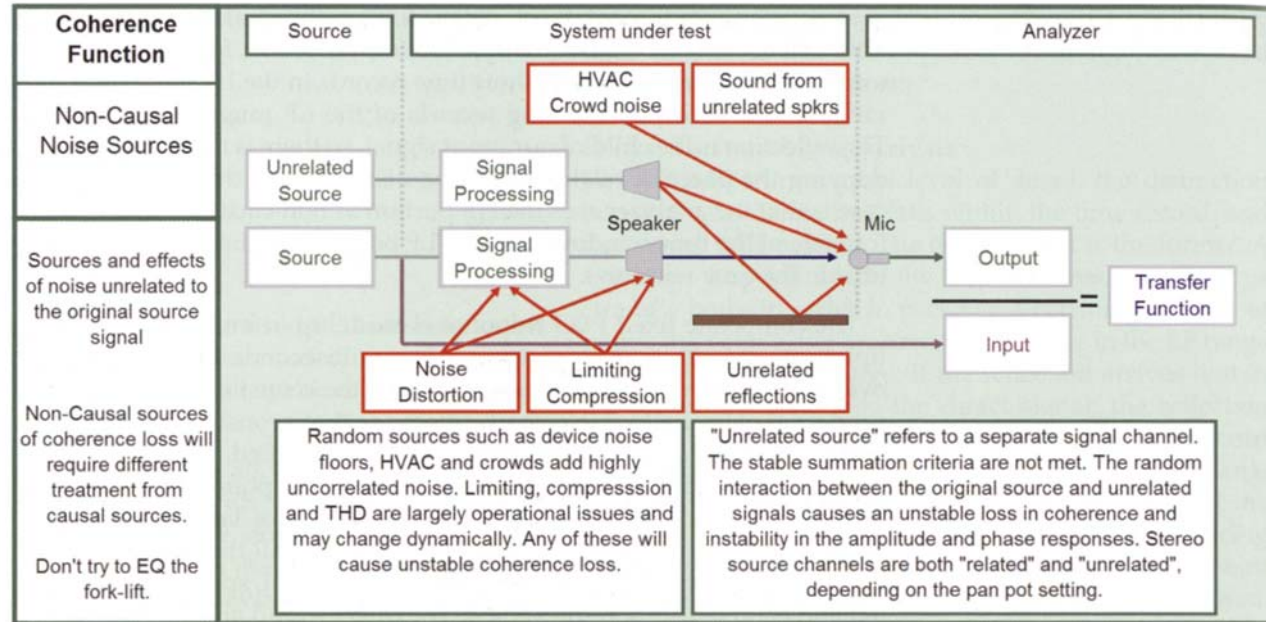 Coherence
Function
Source
System under test
Analyzer
Non-Causal
Noise Sources
HVAC
Crowd noise
Sound from
unrelated spkrs
Unrelated
Source
Signal
Processing
Speaker
Mic
Source
Signal
Processing
Output
Input
=
Transfer
Function
Noise
Distortion
Limiting
Compression
Unrelated
reflections
Sources and effects
of noise unrelated to
the original source
signal
Non-Causal sources
of coherence loss will
require different
treatment from
causal sources.
Don't try to EQ the
fork-lift.
Random sources such as device noise
floors, HVAC and crowds add highly
uncorrelated noise. Limiting, compresssion
and THD are largely operational issues and
may change dynamically. Any of these will
cause unstable coherence loss.
"Unrelated source" refers to a separate signal channel.
The stable summation criteria are not met. The random
interaction between the original source and unrelated
signals causes an unstable loss in coherence and
instability in the amplitude and phase responses. Stereo
source channels are both "related" and "unrelated",
depending on the pan pot setting.